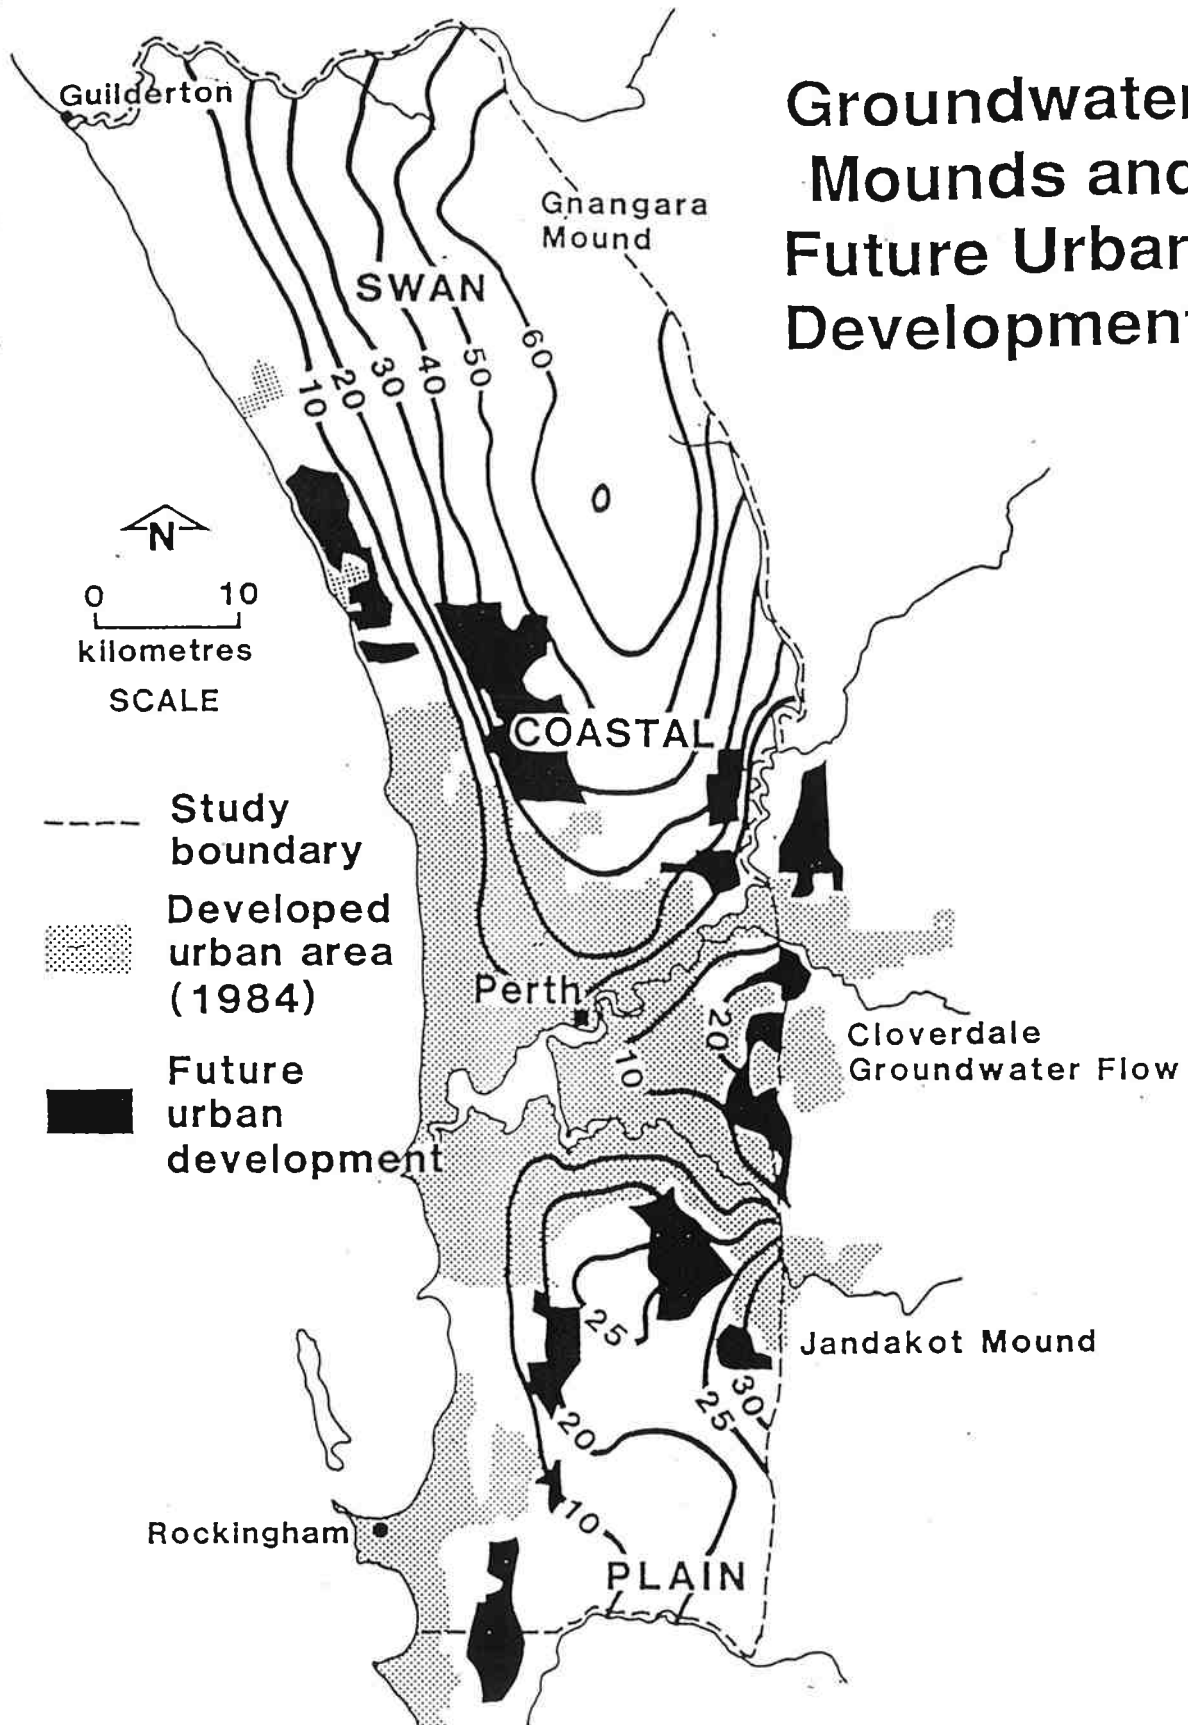 Groundwater
Mounds and
Future Urban
Development
Guilderton
Gnangara
Mound
SWAN
10
20
30
40
50
60
N
0 10
kilometres
SCALE
COASTAL
Study
boundary
Developed
urban area
(1984)
Future
urban
development
Perth
20
10
Cloverdale
Groundwater Flow
25
Jandakot Mound
30
25
20
10
Rockingham
PLAIN